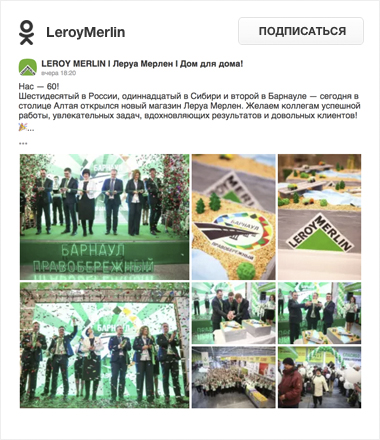 LeroyMerlin
ПОДПИСАТЬСЯ
LEROY MERLIN I Леруа Мерлен I Дом для дома!
вчера 18:20
Нас — 60!
Шестидесятый в России, одиннадцатый в Сибири и второй в Барнауле — сегодня в
столице Алтая открылся новый магазин Леруа Мерлен. Желаем коллегам успешной
работы, увлекательных задач, вдохновляющих результатов и довольных клиентов!
🎉...
...
БАРНАУЛ
ПРАВОБЕРЕЖНЫЙ
БАРНАУЛ
ПРАВОБЕРЕЖНЫЙ
LEROY
MERLIN
LEROY MERLIN